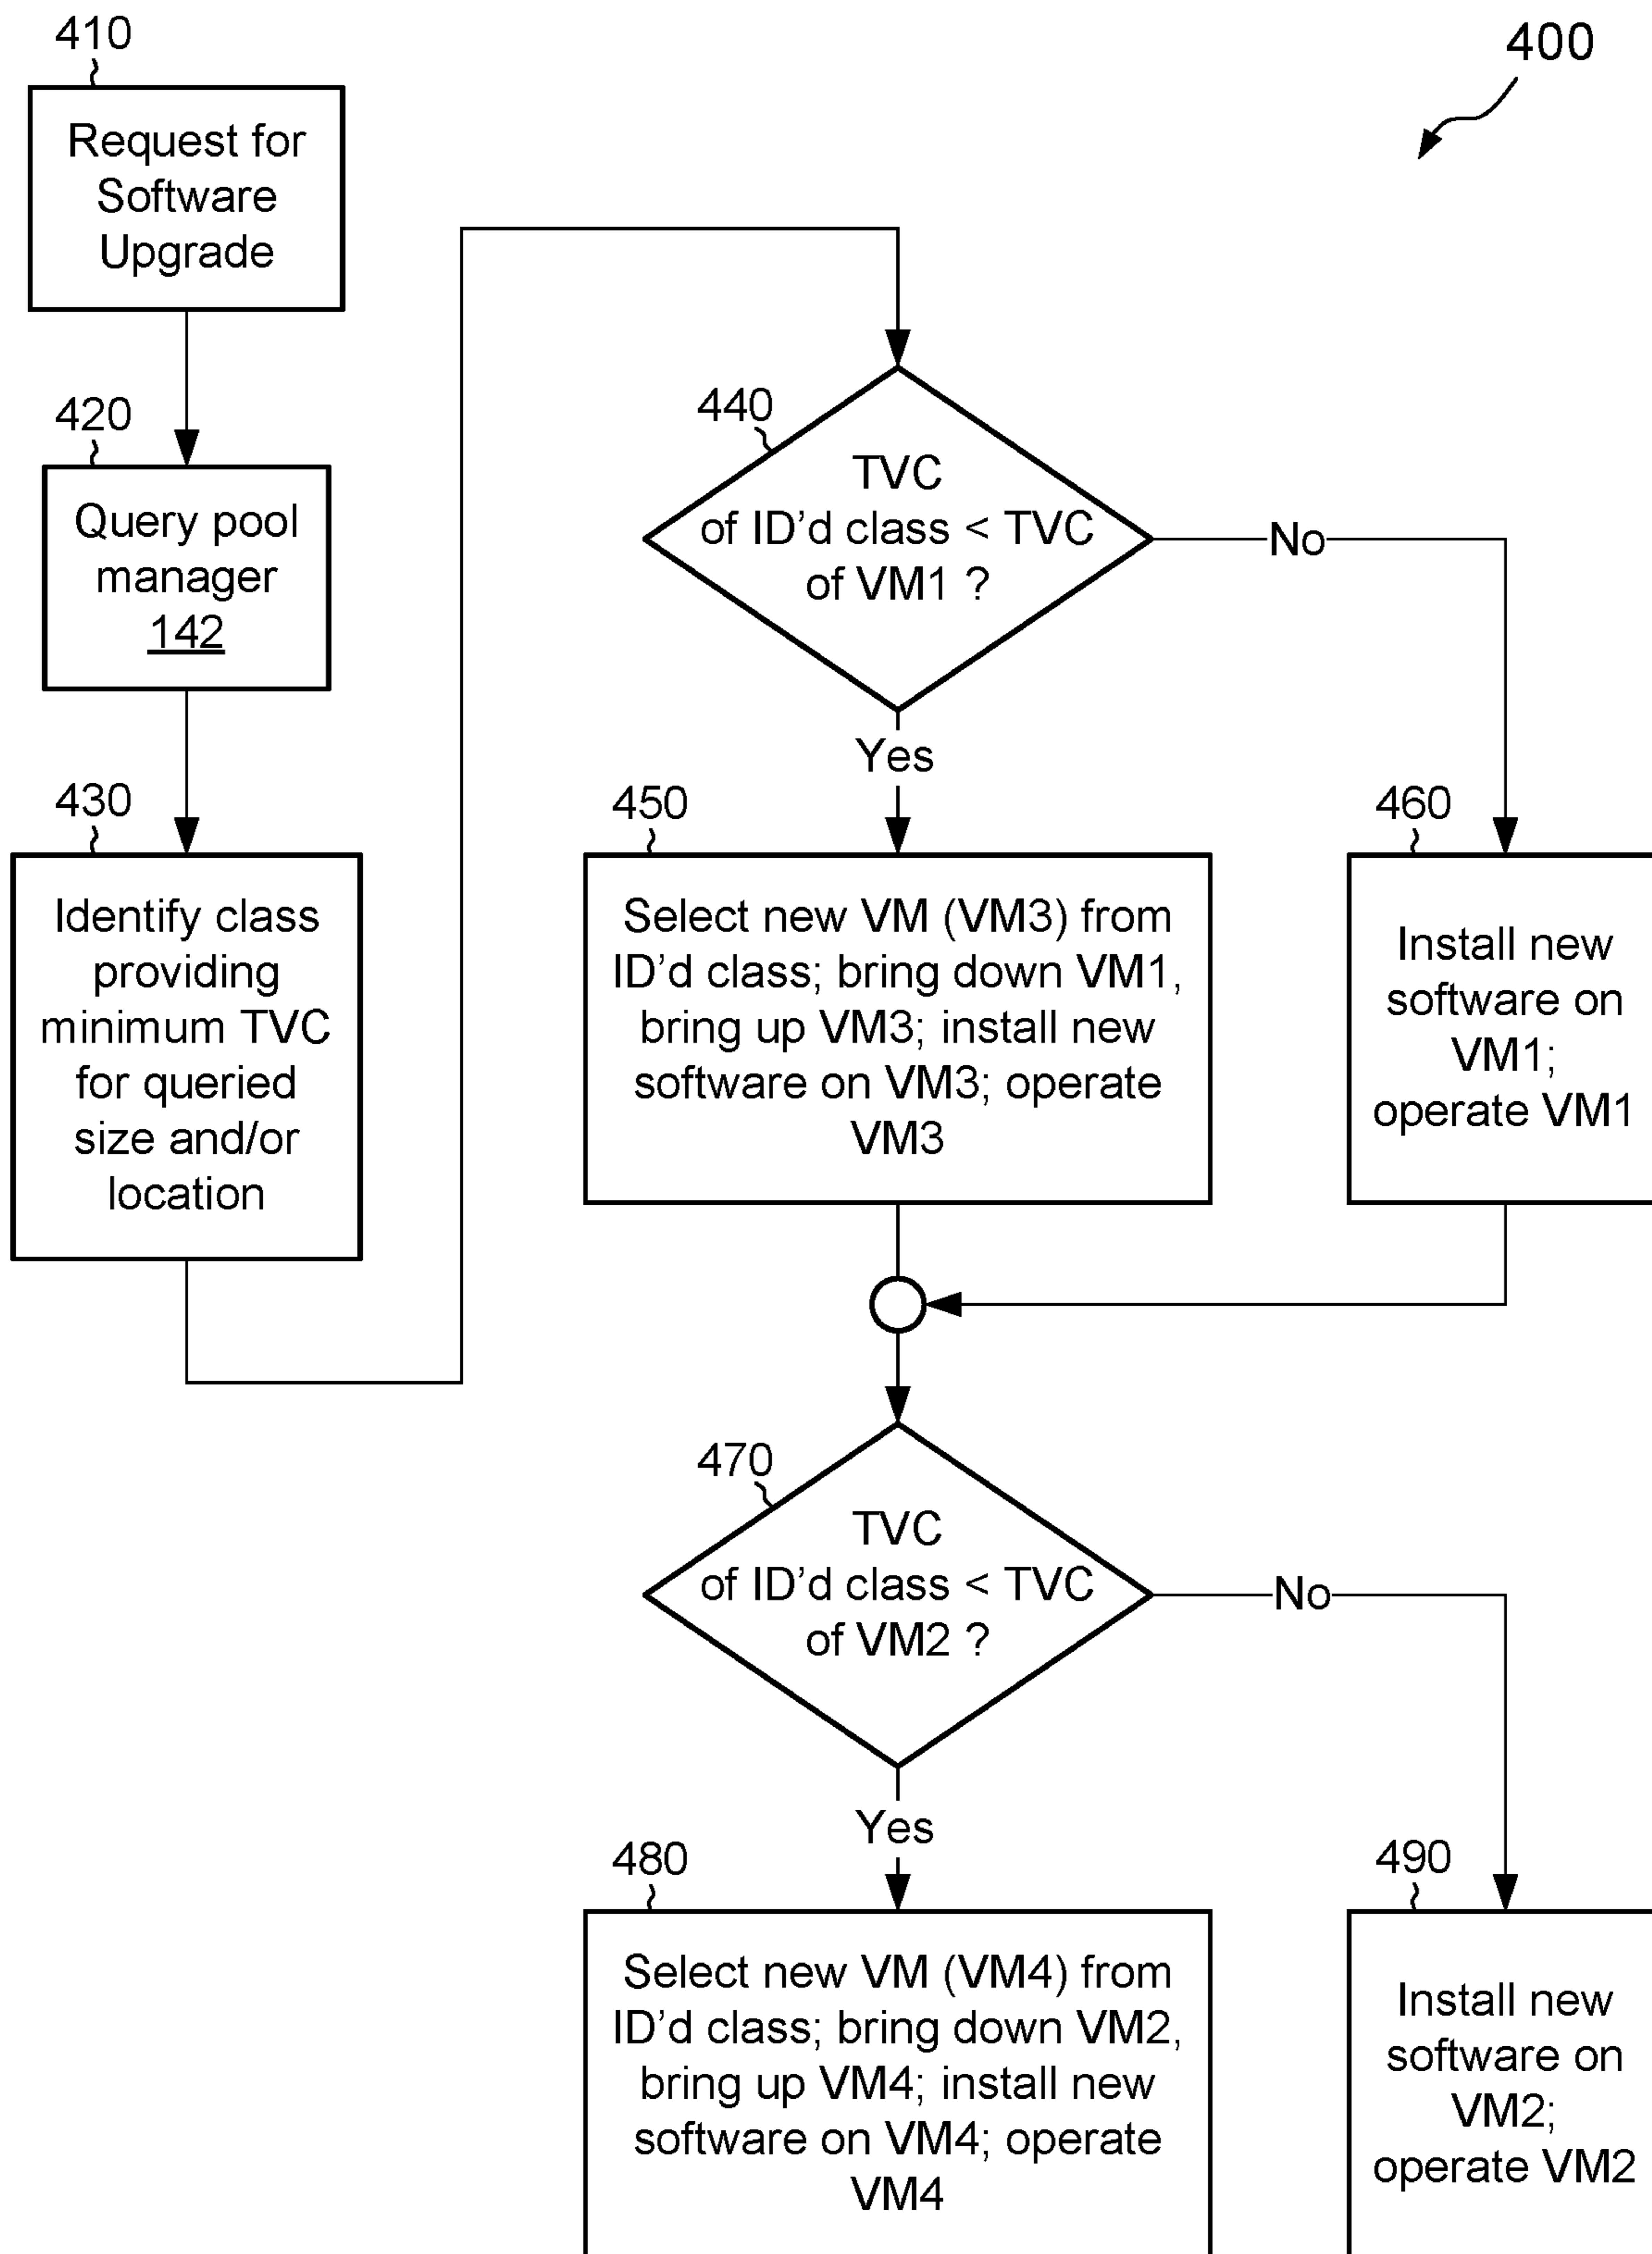 400
410
Request for
Software
Upgrade
420
Query pool
manager
142
430
Identify class
providing
minimum TVC
for queried
size and/or
location
440
TVC
of ID'd class < TVC
of VM1 ?
No
Yes
450
Select new VM (VM3) from
ID'd class; bring down VM1,
bring up VM3; install new
software on VM3; operate
VM3
460
Install new
software on
VM1;
operate VM1
470
TVC
of ID'd class < TVC
of VM2 ?
No
Yes
480
Select new VM (VM4) from
ID'd class; bring down VM2,
bring up VM4; install new
software on VM4; operate
VM4
490
Install new
software on
VM2;
operate VM2